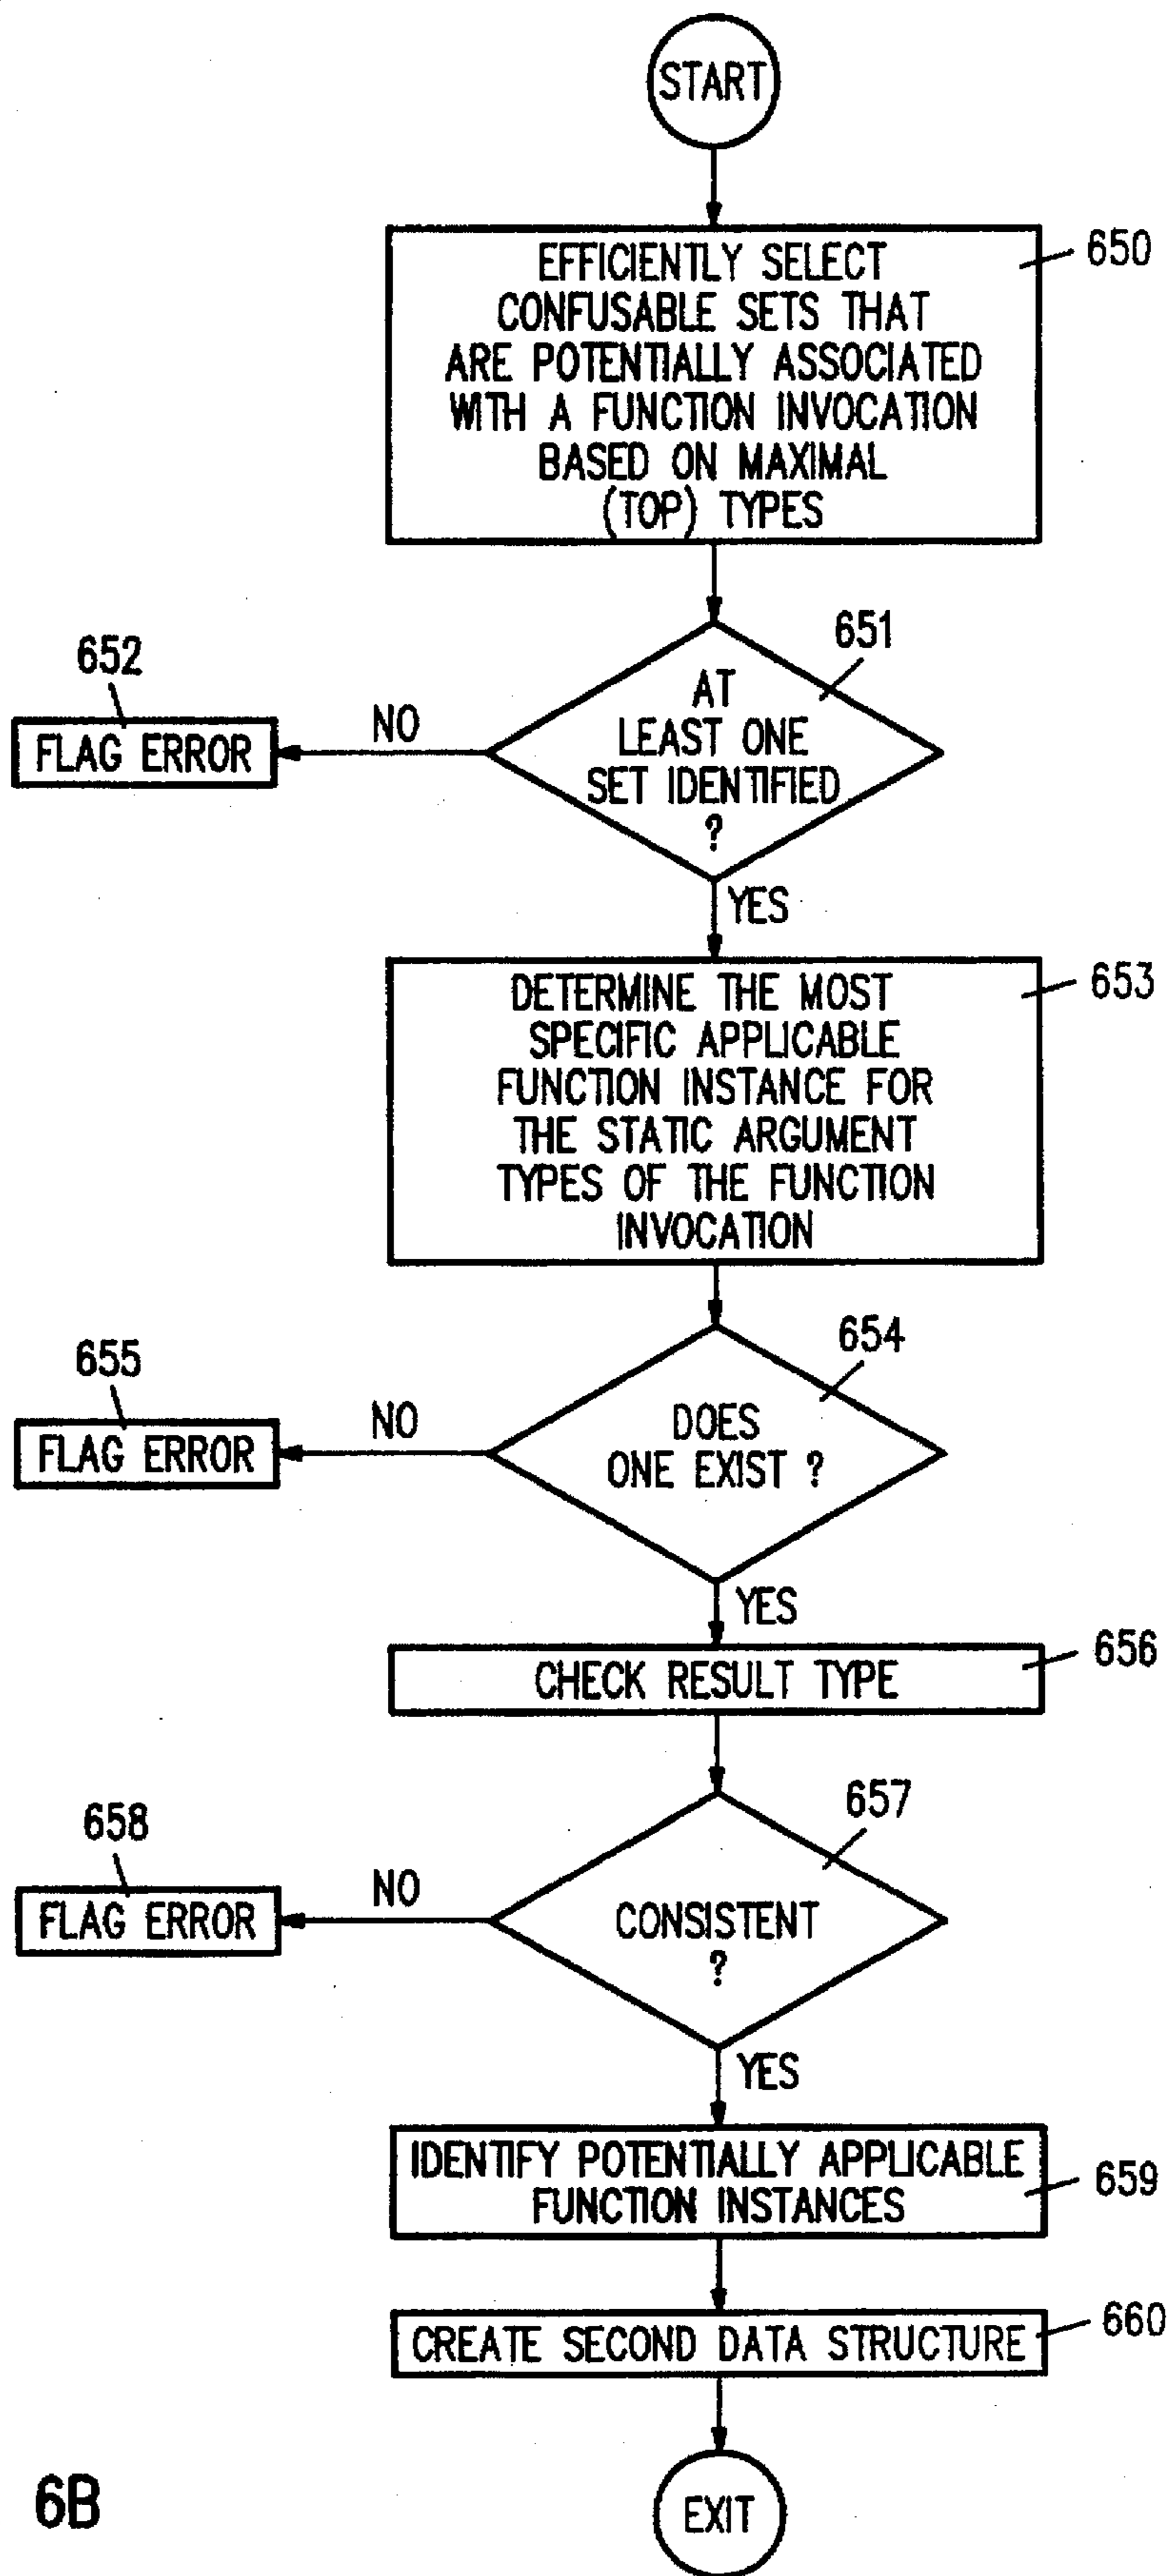 START
EFFICIENTLY SELECT
CONFUSABLE SETS THAT
ARE POTENTIALLY ASSOCIATED
WITH A FUNCTION INVOCATION
BASED ON MAXIMAL
(TOP) TYPES
650
651
AT
LEAST ONE
SET IDENTIFIED
?
NO
652
FLAG ERROR
YES
DETERMINE THE MOST
SPECIFIC APPLICABLE
FUNCTION INSTANCE FOR
THE STATIC ARGUMENT
TYPES OF THE FUNCTION
INVOCATION
653
654
DOES
ONE EXIST ?
NO
655
FLAG ERROR
YES
CHECK RESULT TYPE
656
657
CONSISTENT
?
NO
658
FLAG ERROR
YES
IDENTIFY POTENTIALLY APPLICABLE
FUNCTION INSTANCES
659
CREATE SECOND DATA STRUCTURE
660
EXIT
6B